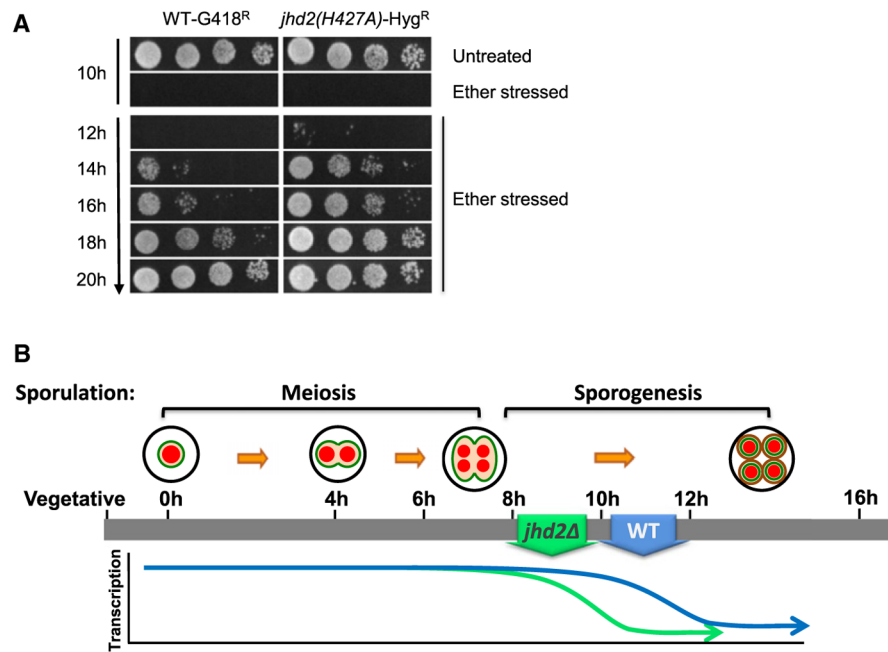 A
WT-G418ᴿ jhd2(H427A)-Hygᴿ
10h
Untreated
Ether stressed
12h
14h
16h
18h
20h
Ether stressed
B
Sporulation: Meiosis Sporogenesis
Vegetative 0h 4h 6h 8h 10h 12h 16h
jhd2Δ WT
Transcription